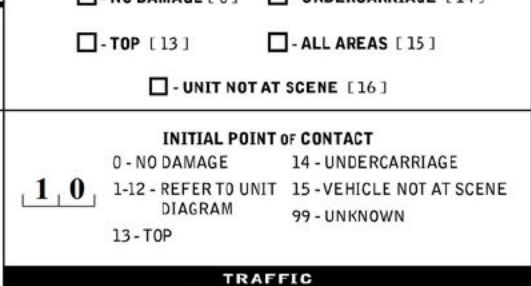 - NO DAMAGE [ 0 ] - UNDERCARRIAGE [ 14 ]
- TOP [ 13 ] - ALL AREAS [ 15 ]
- UNIT NOT AT SCENE [ 16 ]
INITIAL POINT OF CONTACT
0 - NO DAMAGE 14 - UNDERCARRIAGE
1 0 1-12 - REFER TO UNIT 15 - VEHICLE NOT AT SCENE
DIAGRAM 99 - UNKNOWN
13 - TOP
TRAFFIC